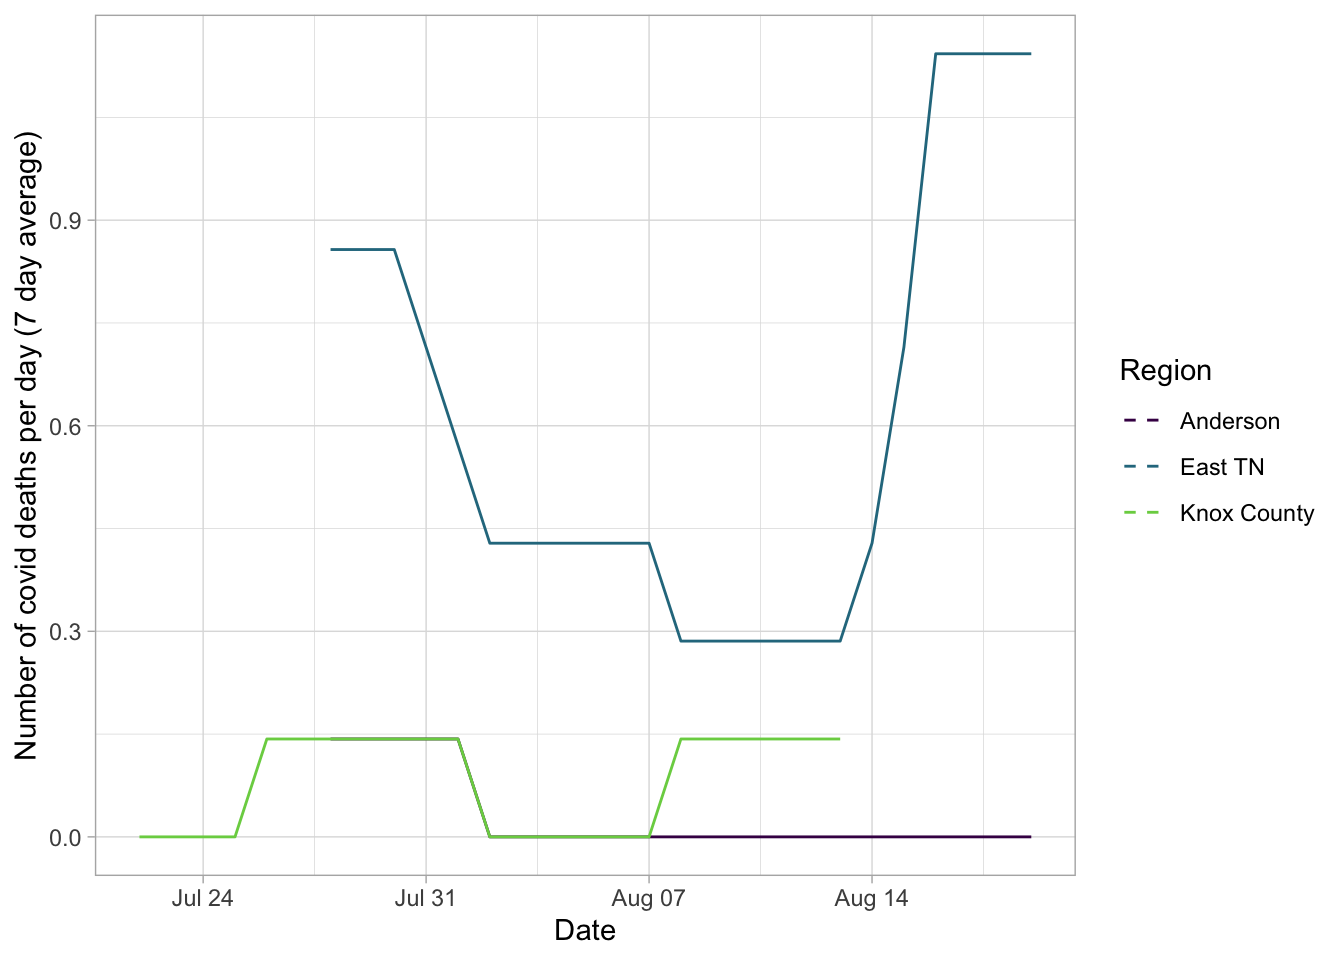 Number of covid deaths per day (7 day average)
0.9
0.6
0.3
0.0
Jul 24
Jul 31
Aug 07
Aug 14
Date
Region
Anderson
East TN
Knox County